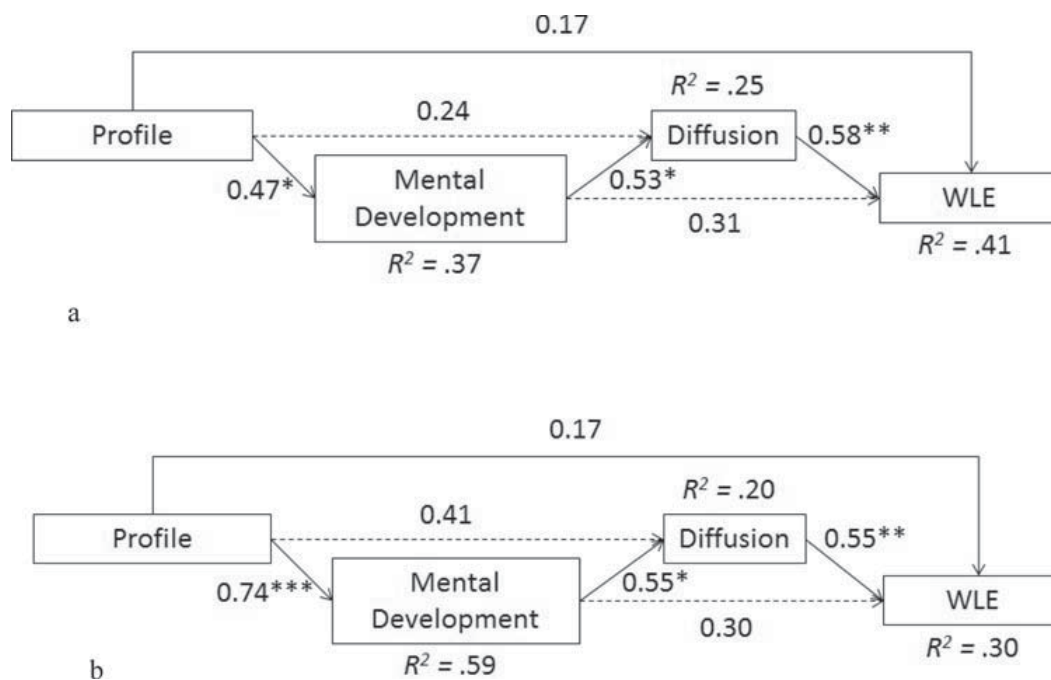 0.17
R² = .25
0.24
Profile
Diffusion
0.58**
0.47*
Mental
Development
0.53*
WLE
0.31
R² = .37
R² = .41
a
0.17
R² = .20
0.41
Profile
Diffusion
0.55**
0.74***
Mental
Development
0.55*
WLE
0.30
R² = .59
R² = .30
b